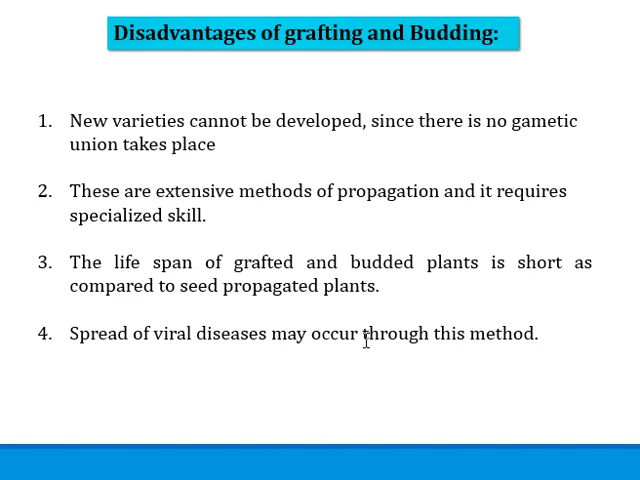 Disadvantages of grafting and Budding:
1. New varieties cannot be developed, since there is no gametic
union takes place
2. These are extensive methods of propagation and it requires
specialized skill.
3. The life span of grafted and budded plants is short as
compared to seed propagated plants.
4. Spread of viral diseases may occur through this method.